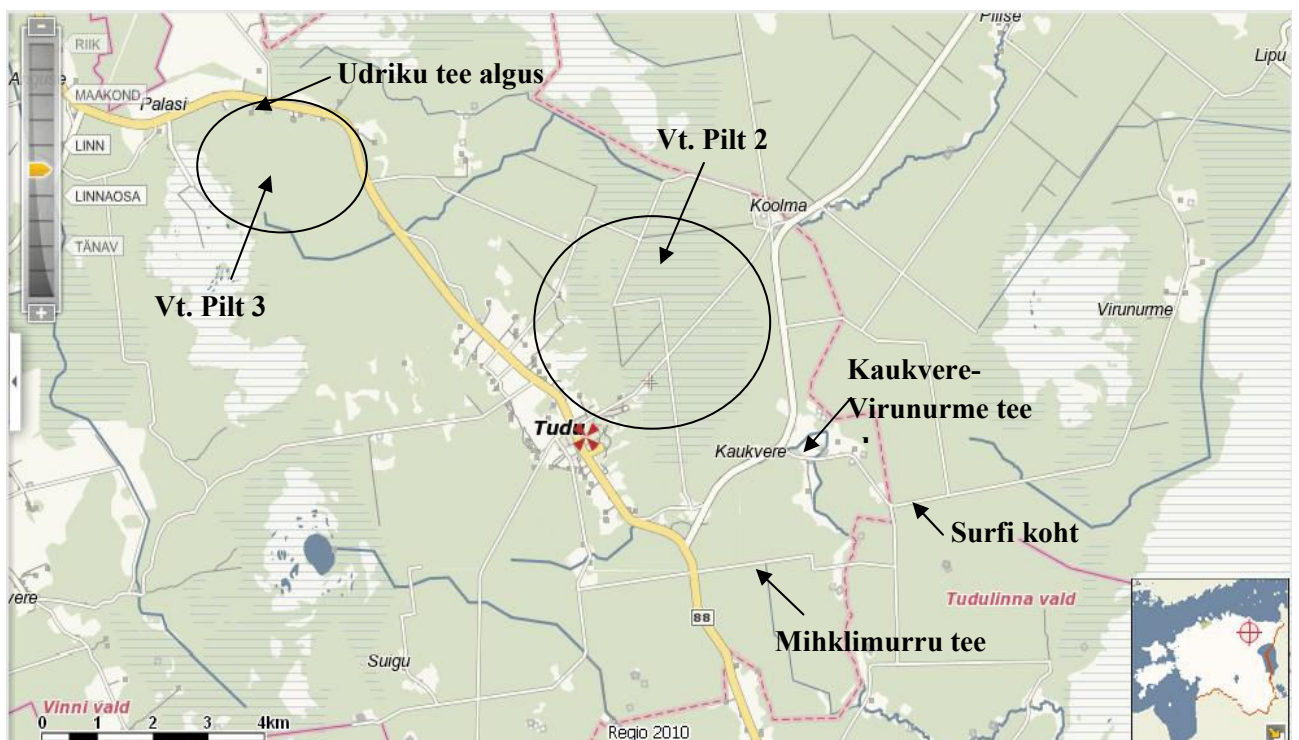 RIIK
MAAKOND
LINN
LINNAOSA
TÄNAV
Palasi
Udriku tee algus
Vt. Pilt 2
Piilse
Lipu
Koolma
Vt. Pilt 3
Virunurme
Kaukvere-
Virunurme tee
Tudu
Kaukvere
Surfi koht
Tudulinna vald
88
Mihklimurru tee
Suigu
Vinni vald
0 1 2 3 4km
Regio 2010